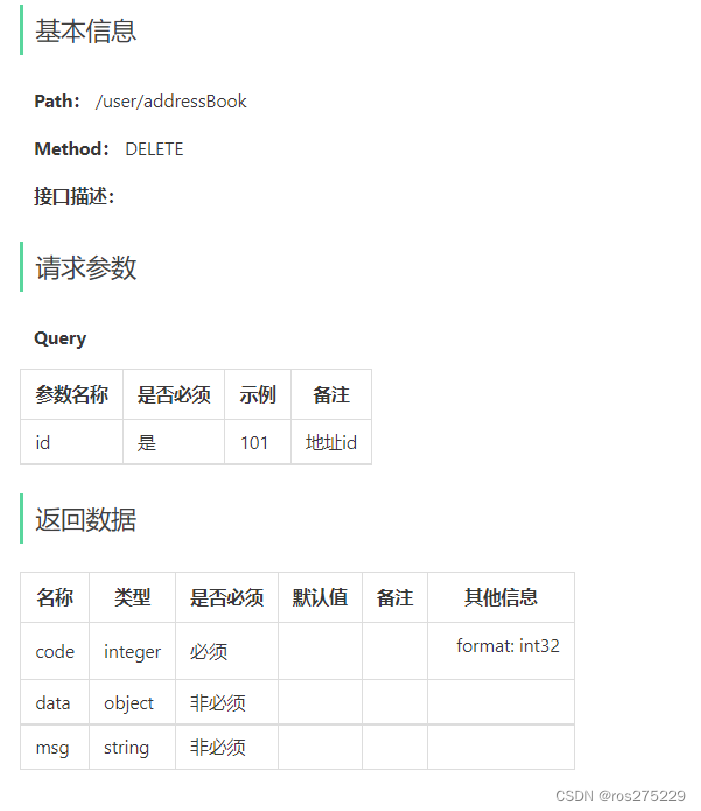 基本信息
Path： /user/addressBook
Method： DELETE
接口描述：
请求参数
Query
参数名称 是否必须 示例 备注
id 是 101 地址id
返回数据
名称 类型 是否必须 默认值 备注 其他信息
code integer 必须 format: int32
data object 非必须
msg string 非必须
CSDN @ros275229